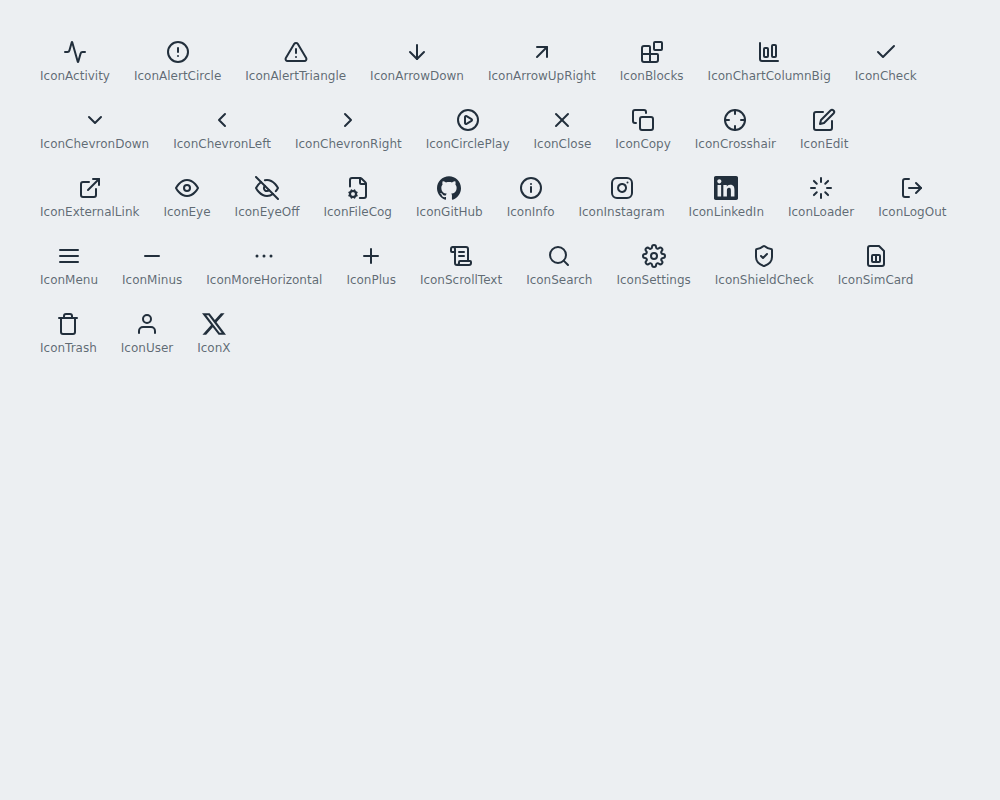 IconActivity IconAlertCircle IconAlertTriangle IconArrowDown IconArrowUpRight IconBlocks IconChartColumnBig IconCheck
IconChevronDown IconChevronLeft IconChevronRight IconCirclePlay IconClose IconCopy IconCrosshair IconEdit
IconExternalLink IconEye IconEyeOff IconFileCog IconGitHub IconInfo IconInstagram IconLinkedIn IconLoader IconLogOut
IconMenu IconMinus IconMoreHorizontal IconPlus IconScrollText IconSearch IconSettings IconShieldCheck IconSimCard
IconTrash IconUser IconX